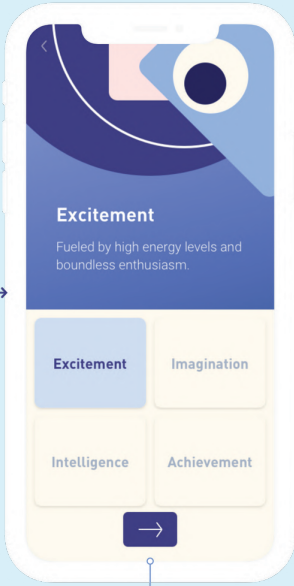 Excitement
Fueled by high energy levels and
boundless enthusiasm.
Excitement
Imagination
Intelligence
Achievement